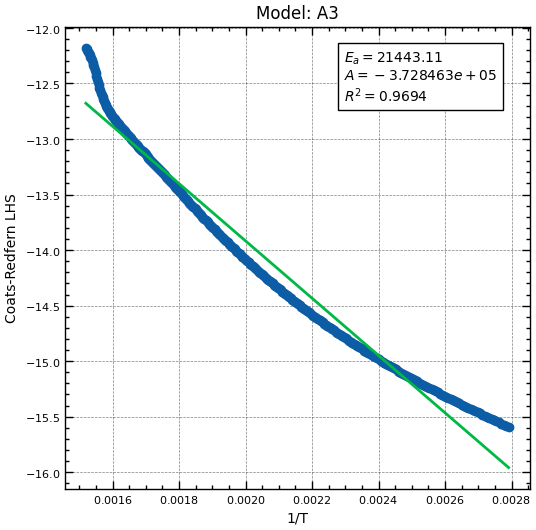 Model: A3
Eₐ = 21443.11
A = −3.728463e + 05
R² = 0.9694
Coats-Redfern LHS
−12.0
−12.5
−13.0
−13.5
−14.0
−14.5
−15.0
−15.5
−16.0
0.0016 0.0018 0.0020 0.0022 0.0024 0.0026 0.0028
1/T